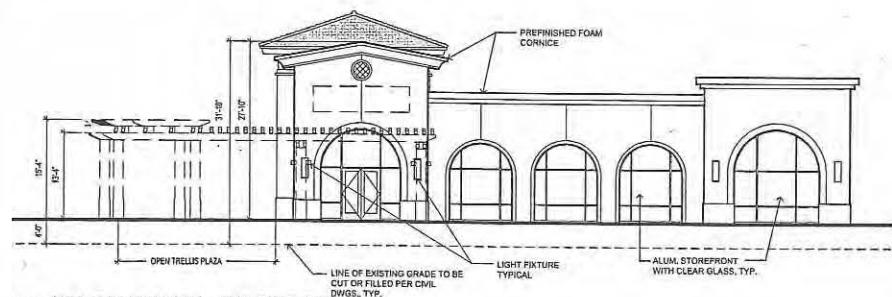 PREFINISHED FOAM
CORNICE
31'-10"
27'-10"
15'-4"
13'-4"
4'-0"
OPEN TRELLIS PLAZA
LINE OF EXISTING GRADE TO BE
CUT OR FILLED PER CIVIL
DWGS., TYP.
LIGHT FIXTURE
TYPICAL
ALUM. STOREFRONT
WITH CLEAR GLASS, TYP.